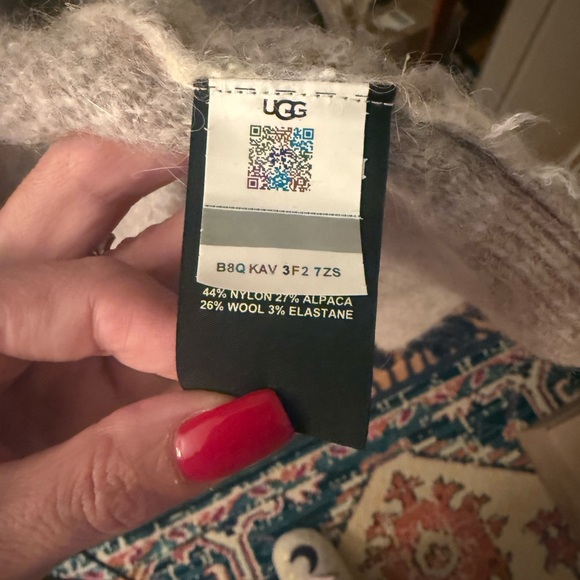 UGG
B8Q KAV 3F2 7ZS
44% NYLON 27% ALPACA
26% WOOL 3% ELASTANE